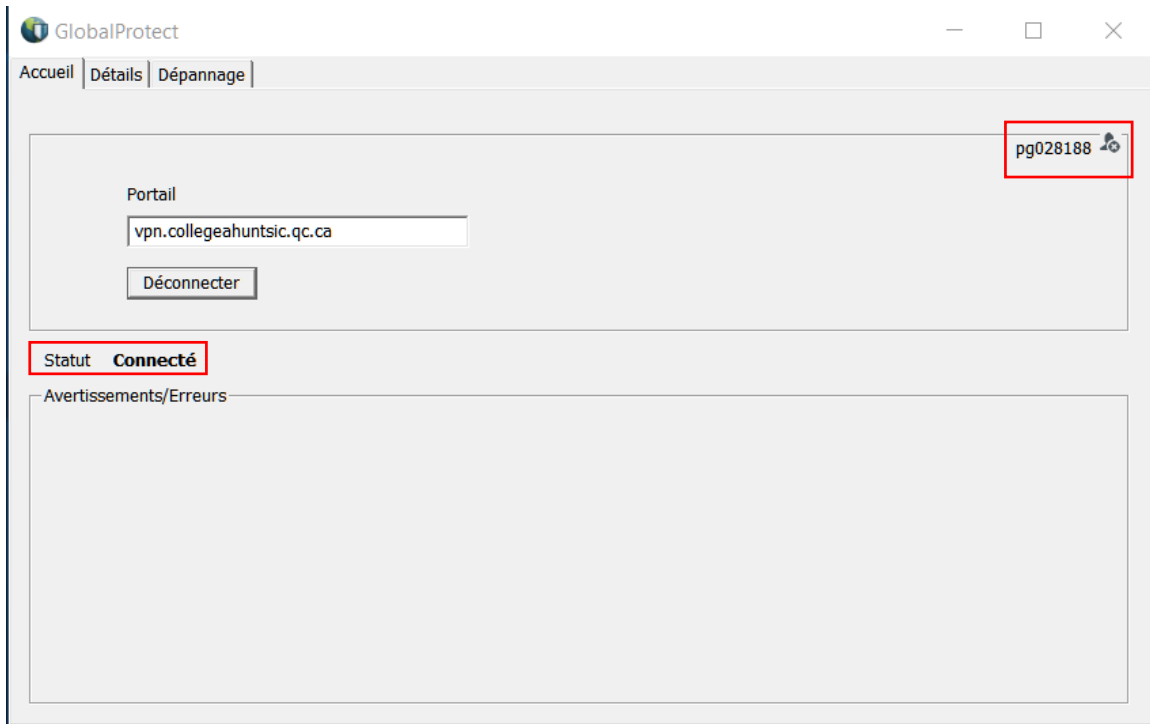 GlobalProtect
Accueil Détails Dépannage
pg028188
Portail
vpn.collegeahuntsic.qc.ca
Déconnecter
Statut Connecté
Avertissements/Erreurs